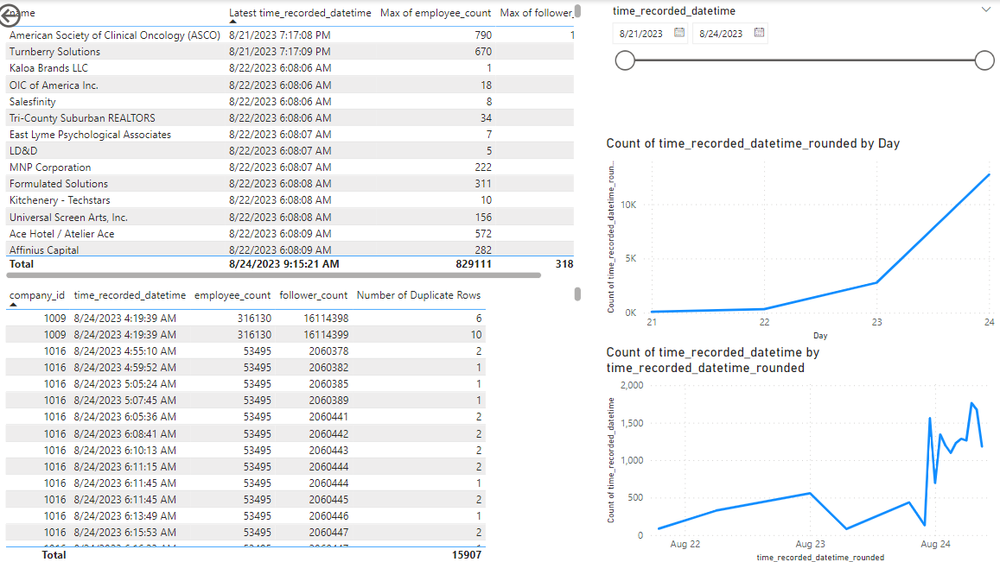 name Latest time_recorded_datetime Max of employee_count Max of follower_
American Society of Clinical Oncology (ASCO) 8/21/2023 7:17:08 PM 790 1
Turnberry Solutions 8/21/2023 7:17:09 PM 670
Kaloa Brands LLC 8/22/2023 6:08:06 AM 1
OIC of America Inc. 8/22/2023 6:08:06 AM 18
Salesfinity 8/22/2023 6:08:06 AM 8
Tri-County Suburban REALTORS 8/22/2023 6:08:06 AM 34
East Lyme Psychological Associates 8/22/2023 6:08:07 AM 7
LD&D 8/22/2023 6:08:07 AM 5
MNP Corporation 8/22/2023 6:08:07 AM 222
Formulated Solutions 8/22/2023 6:08:08 AM 311
Kitchenery - Techstars 8/22/2023 6:08:08 AM 10
Universal Screen Arts, Inc. 8/22/2023 6:08:08 AM 156
Ace Hotel / Atelier Ace 8/22/2023 6:08:09 AM 572
Affinius Capital 8/22/2023 6:08:09 AM 282
Total 8/24/2023 9:15:21 AM 829111 318
company_id time_recorded_datetime employee_count follower_count Number of Duplicate Rows
1009 8/24/2023 4:19:39 AM 316130 16114398 6
1009 8/24/2023 4:19:39 AM 316130 16114399 10
1016 8/24/2023 4:55:10 AM 53495 2060378 2
1016 8/24/2023 4:59:52 AM 53495 2060382 1
1016 8/24/2023 5:05:24 AM 53495 2060385 1
1016 8/24/2023 5:07:45 AM 53495 2060389 1
1016 8/24/2023 6:05:36 AM 53495 2060441 2
1016 8/24/2023 6:08:41 AM 53495 2060442 2
1016 8/24/2023 6:10:13 AM 53495 2060443 2
1016 8/24/2023 6:11:15 AM 53495 2060444 2
1016 8/24/2023 6:11:45 AM 53495 2060444 1
1016 8/24/2023 6:11:45 AM 53495 2060445 2
1016 8/24/2023 6:13:49 AM 53495 2060446 1
1016 8/24/2023 6:15:53 AM 53495 2060447 2
Total 15907
time_recorded_datetime
8/21/2023 8/24/2023
Count of time_recorded_datetime_rounded by Day
Count of time_recorded_datetime_roun...
10K
5K
0K
21 22 23 24
Day
Count of time_recorded_datetime by
time_recorded_datetime_rounded
Count of time_recorded_datetime
2,000
1,500
1,000
500
0
Aug 22 Aug 23 Aug 24
time_recorded_datetime_rounded